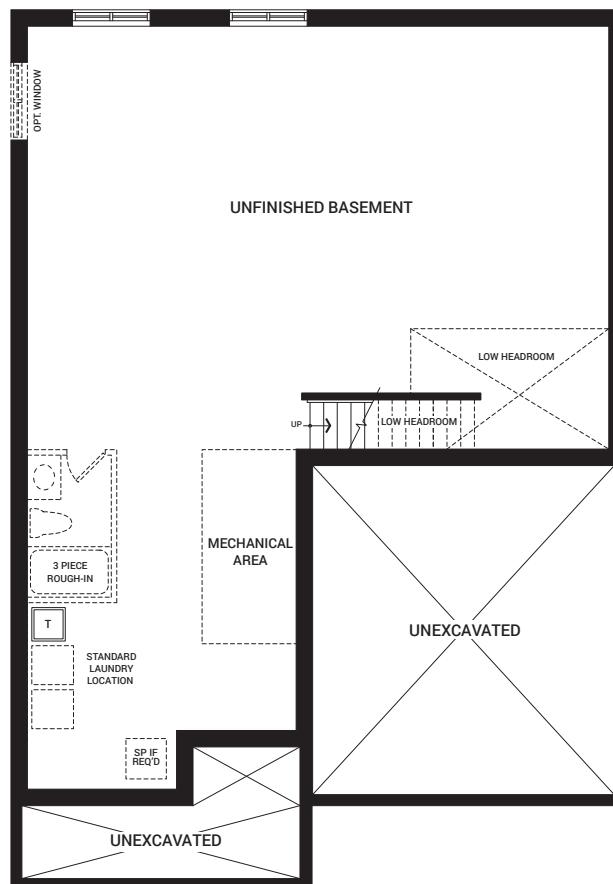 OPT. WINDOW
UNFINISHED BASEMENT
LOW HEADROOM
UP
LOW HEADROOM
MECHANICAL
AREA
3 PIECE
ROUGH-IN
T
UNEXCAVATED
STANDARD
LAUNDRY
LOCATION
SP IF
REQ'D
UNEXCAVATED